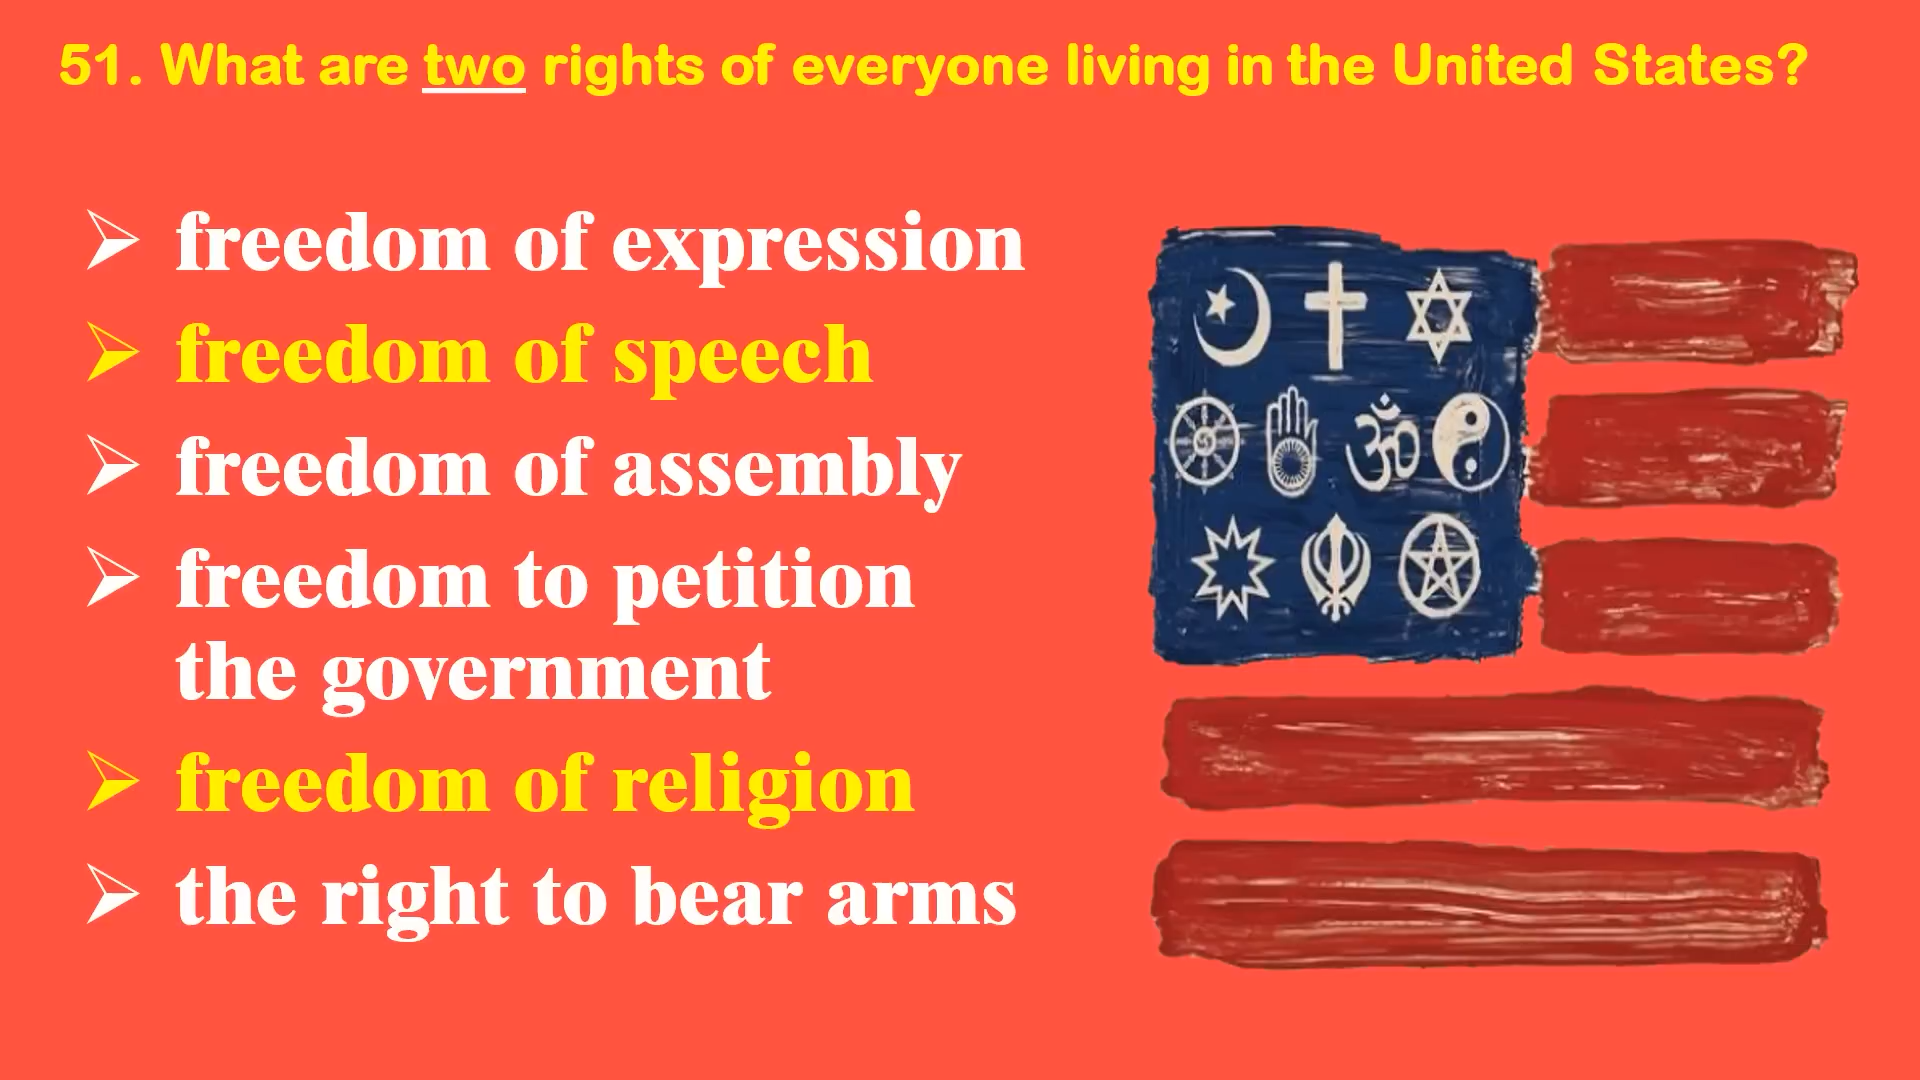 51. What are two rights of everyone living in the United States?
➢ freedom of expression
➢ freedom of speech
➢ freedom of assembly
➢ freedom to petition
the government
➢ freedom of religion
➢ the right to bear arms